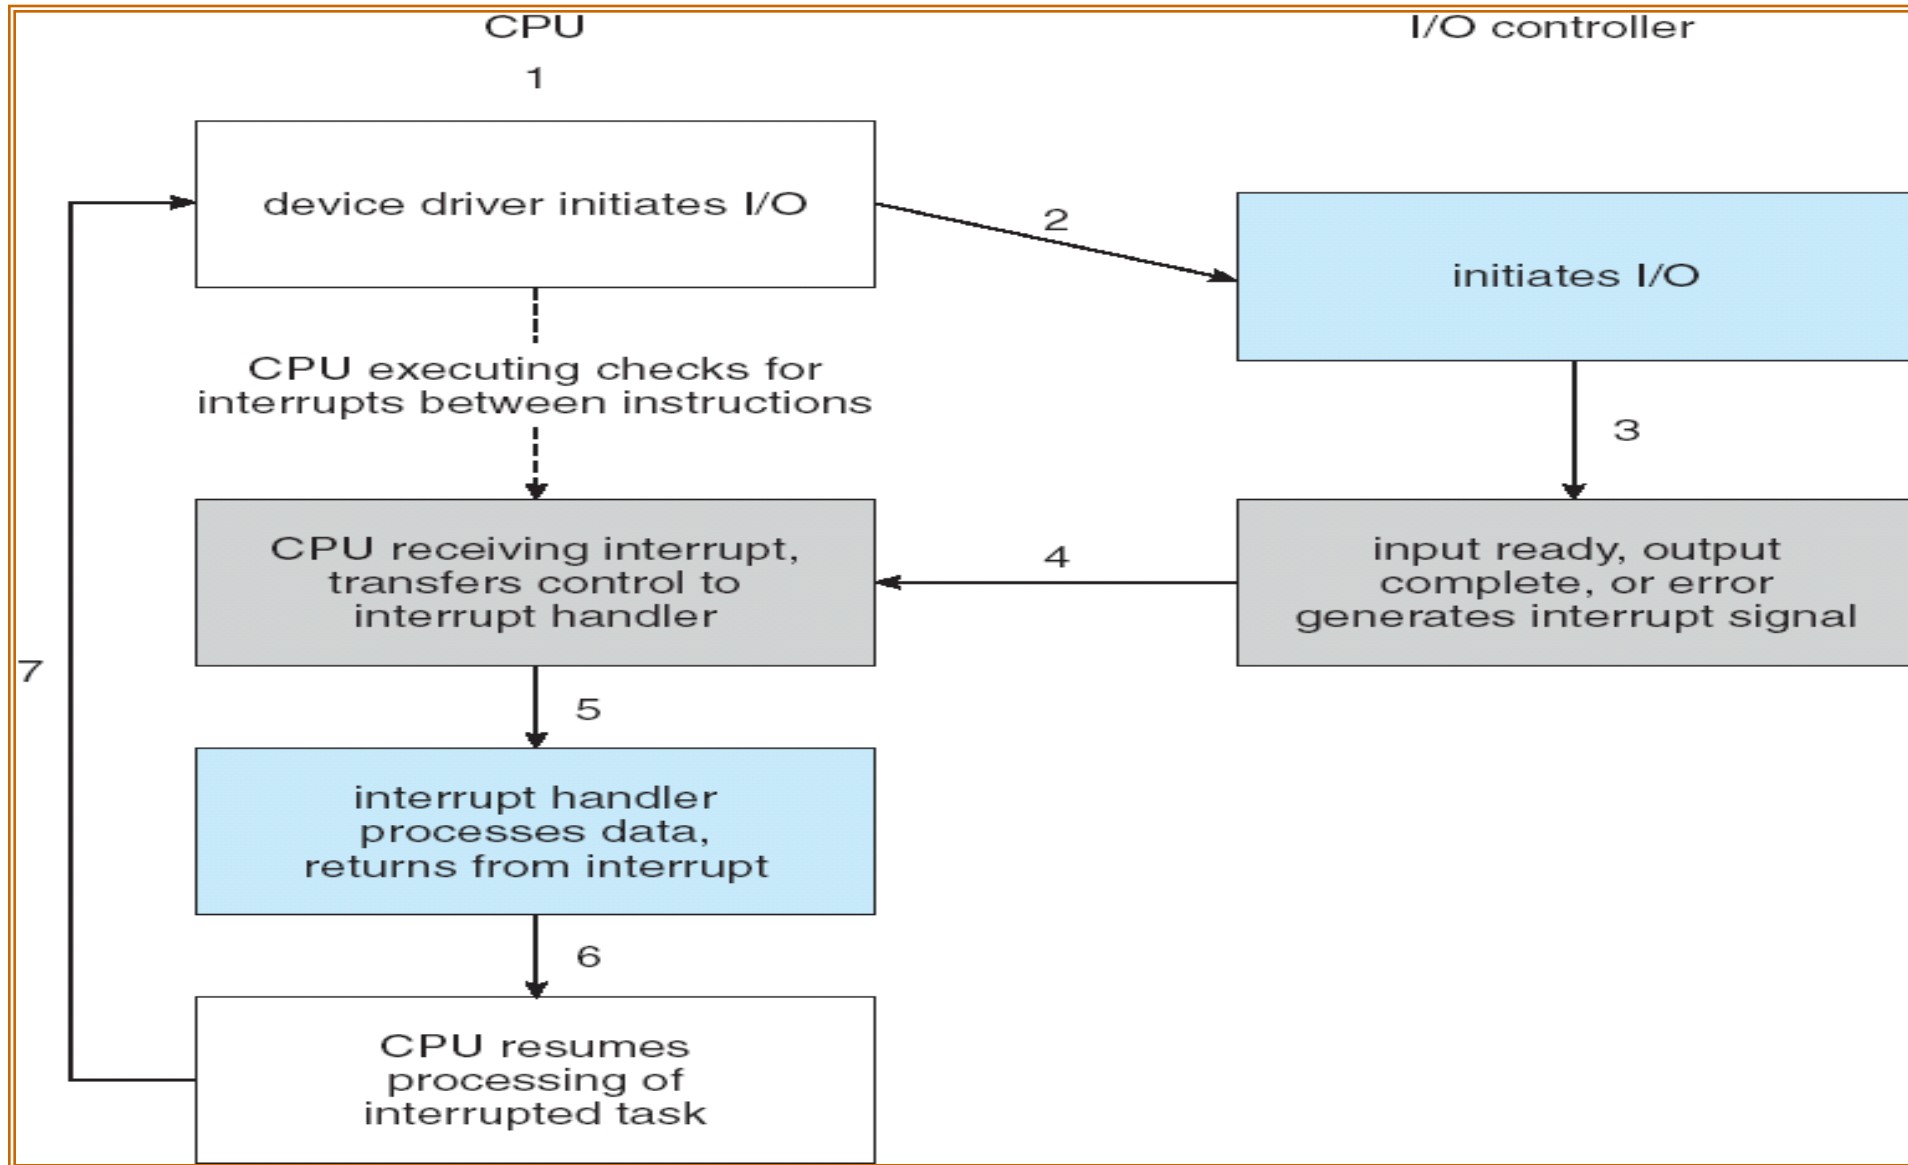 CPU
I/O controller
1
device driver initiates I/O
2
initiates I/O
CPU executing checks for
interrupts between instructions
3
CPU receiving interrupt,
transfers control to
interrupt handler
4
input ready, output
complete, or error
generates interrupt signal
7
5
interrupt handler
processes data,
returns from interrupt
6
CPU resumes
processing of
interrupted task